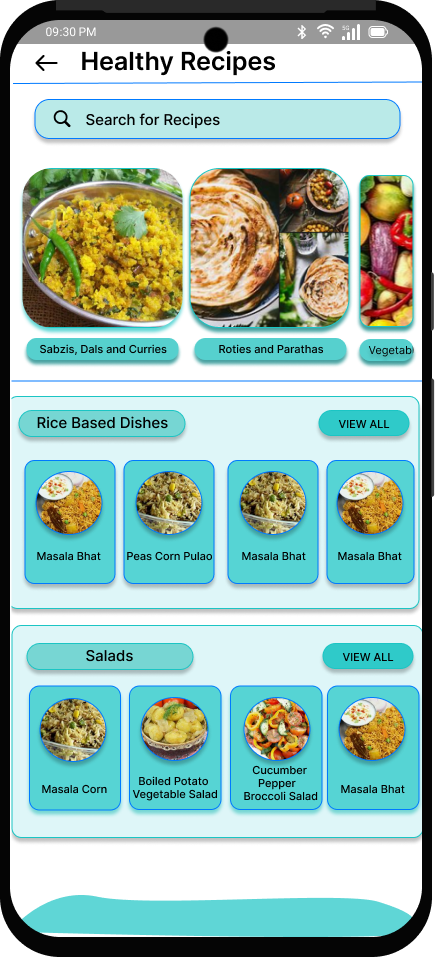 09:30 PM
5G
Healthy Recipes
Search for Recipes
Sabzis, Dals and Curries
Roties and Parathas
Vegetab
Rice Based Dishes
VIEW ALL
Masala Bhat
Peas Corn Pulao
Masala Bhat
Masala Bhat
Salads
VIEW ALL
Masala Corn
Boiled Potato
Vegetable Salad
Cucumber
Pepper
Broccoli Salad
Masala Bhat